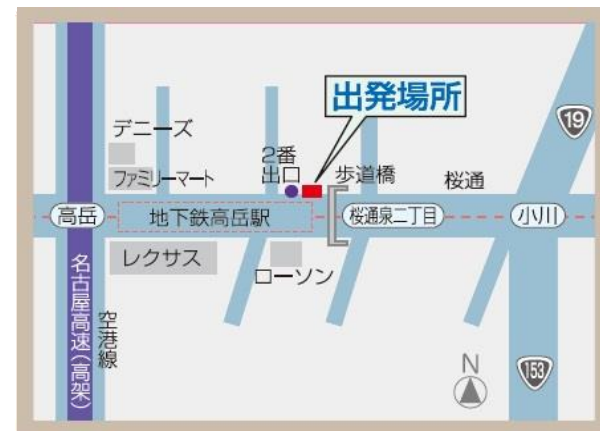 出発場所
19
デニーズ
ファミリーマート
2番
出口
歩道橋
桜通
高岳
地下鉄高岳駅
桜通泉二丁目
小川
レクサス
ローソン
名古屋高速(高架)
空港線
N
153